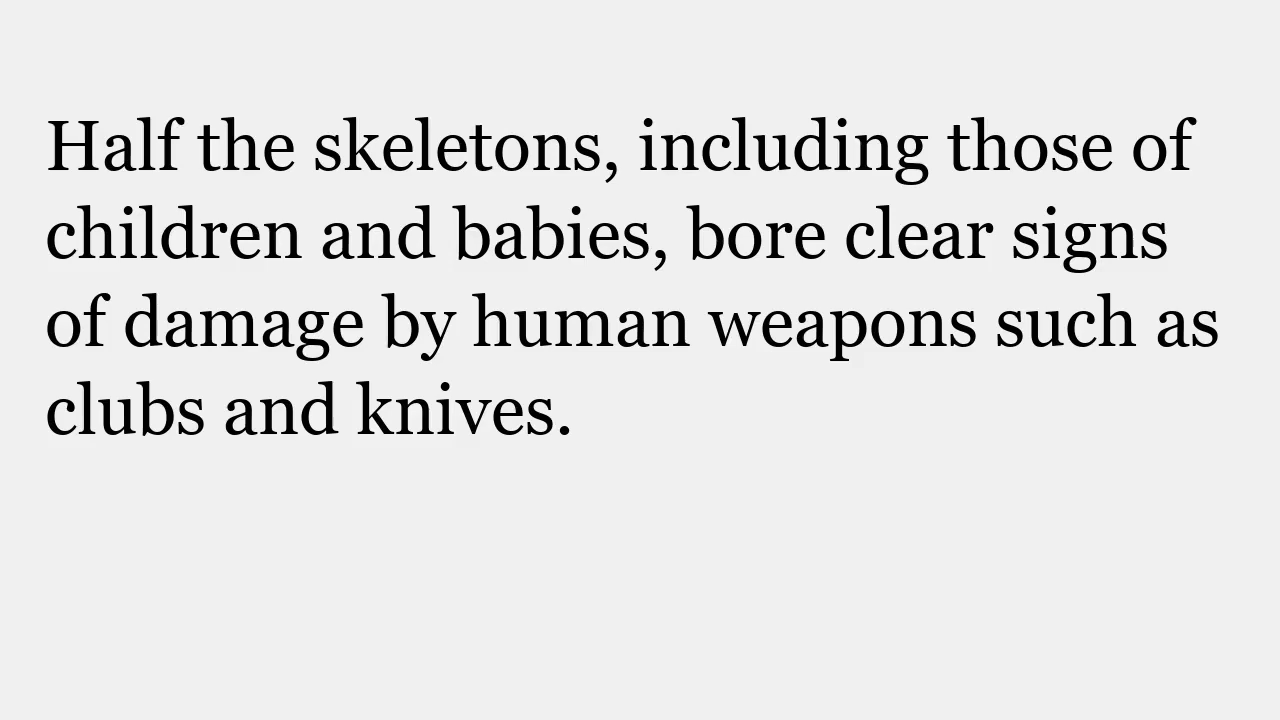 Half the skeletons, including those of
children and babies, bore clear signs
of damage by human weapons such as
clubs and knives.